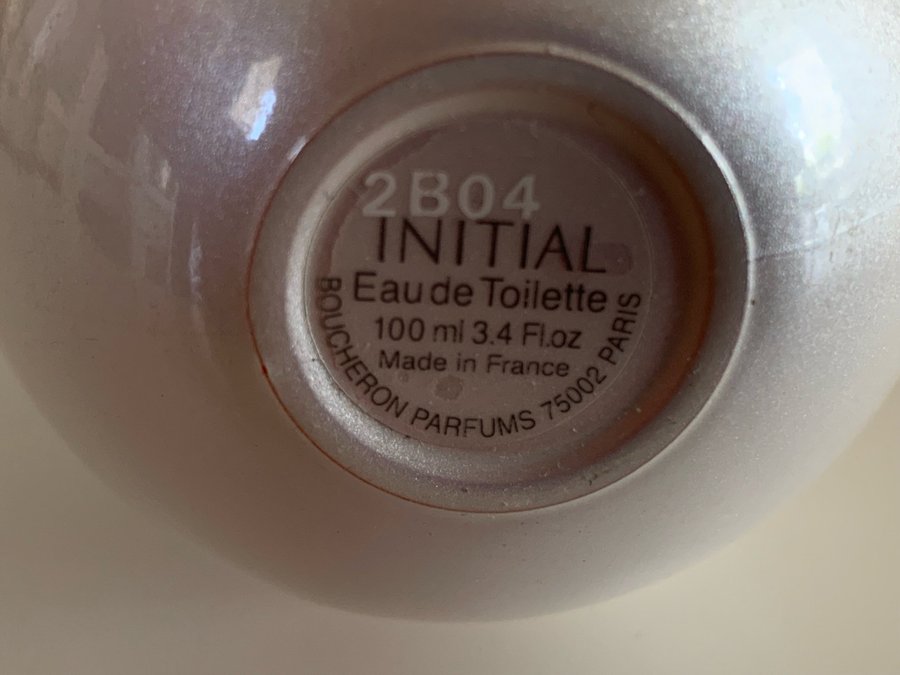 2B04
INITIAL
Eau de Toilette
100 ml 3.4 Fl.oz
Made in France
BOUCHERON PARFUMS 75002 PARIS